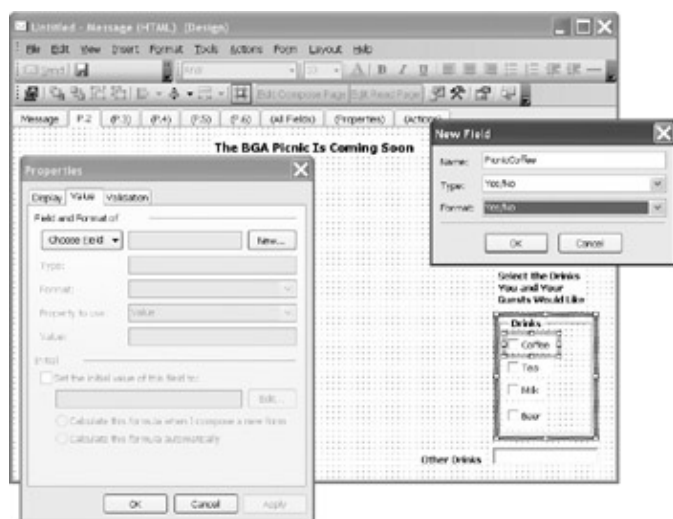 Untitled - Message (HTML) (Design)
File Edit View Insert Format Tools Actions Form Layout Help
Send Arial 10 A B I U
Edit Compose Page Edit Read Page
Message P.2 (P.3) (P.4) (P.5) (P.6) (All Fields) (Properties) (Actions)
The BGA Picnic Is Coming Soon
New Field
Name: PicnicCoffee
Type: Yes/No
Format: Yes/No
OK Cancel
Properties
Display Value Validation
Field and Format of
Choose Field New...
Type:
Format:
Property to use: Value
Value:
Initial
Set the initial value of this field to:
Edit...
Calculate this formula when I compose a new form
Calculate this formula automatically
OK Cancel Apply
Select the Drinks
You and Your
Guests Would Like
Drinks
Coffee
Tea
Milk
Beer
Other Drinks